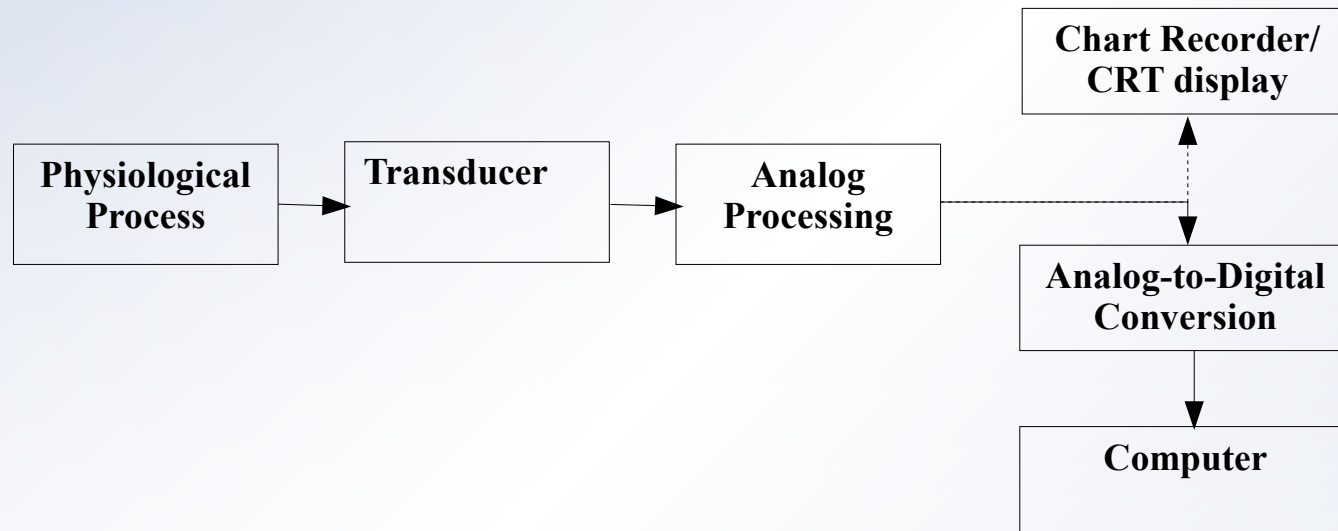 Physiological
Process
Transducer
Analog
Processing
Chart Recorder/
CRT display
Analog-to-Digital
Conversion
Computer